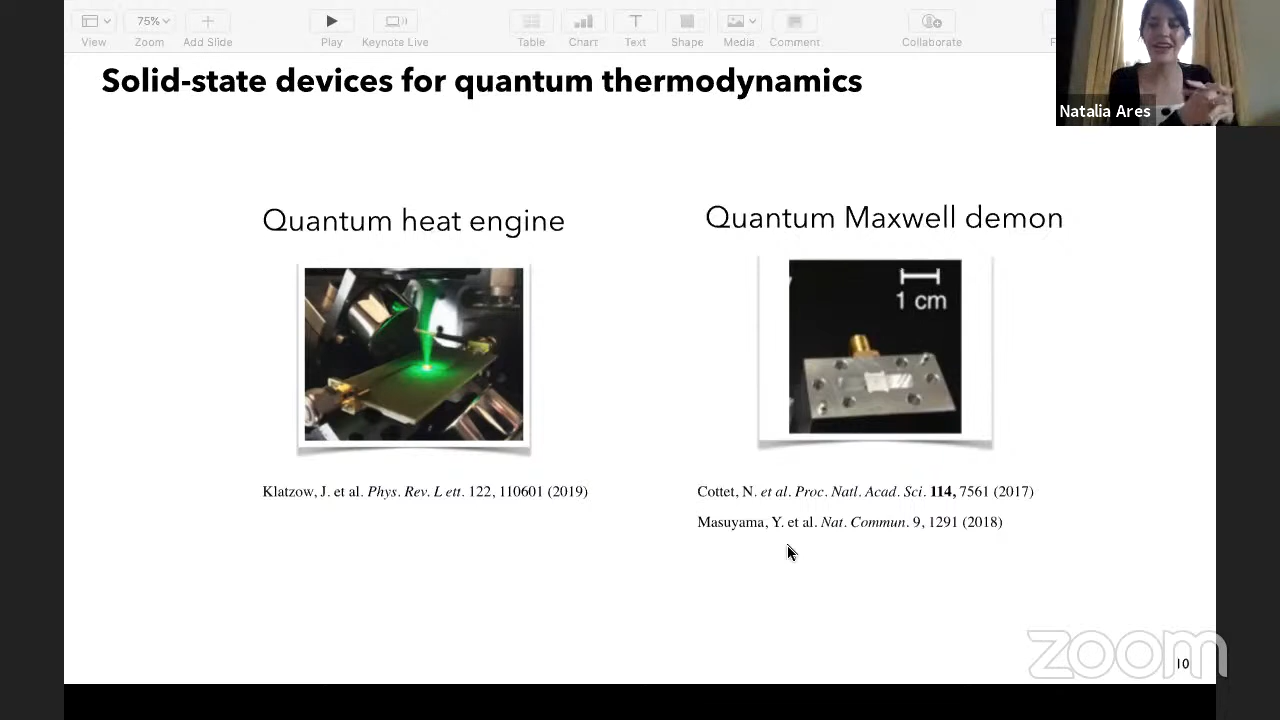 View
75%
Zoom
Add Slide
Play
Keynote Live
Table
Chart
Text
Shape
Media
Comment
Collaborate
Natalia Ares
Solid-state devices for quantum thermodynamics
Quantum heat engine
Quantum Maxwell demon
1 cm
Klatzow, J. et al. Phys. Rev. L ett. 122, 110601 (2019)
Cottet, N. et al. Proc. Natl. Acad. Sci. 114, 7561 (2017)
Masuyama, Y. et al. Nat. Commun. 9, 1291 (2018)
zoom
10